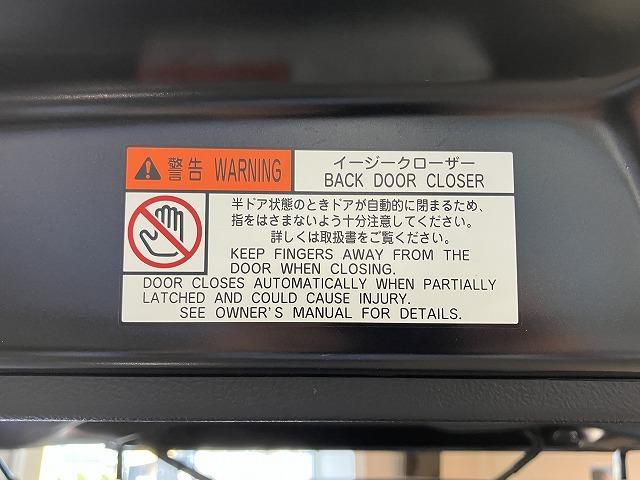 警告 WARNING
イージークローザー
BACK DOOR CLOSER
半ドア状態のときドアが自動的に閉まるため、
指をはさまないよう十分注意してください。
詳しくは取扱書をご覧ください。
KEEP FINGERS AWAY FROM THE
DOOR WHEN CLOSING.
DOOR CLOSES AUTOMATICALLY WHEN PARTIALLY
LATCHED AND COULD CAUSE INJURY.
SEE OWNER'S MANUAL FOR DETAILS.